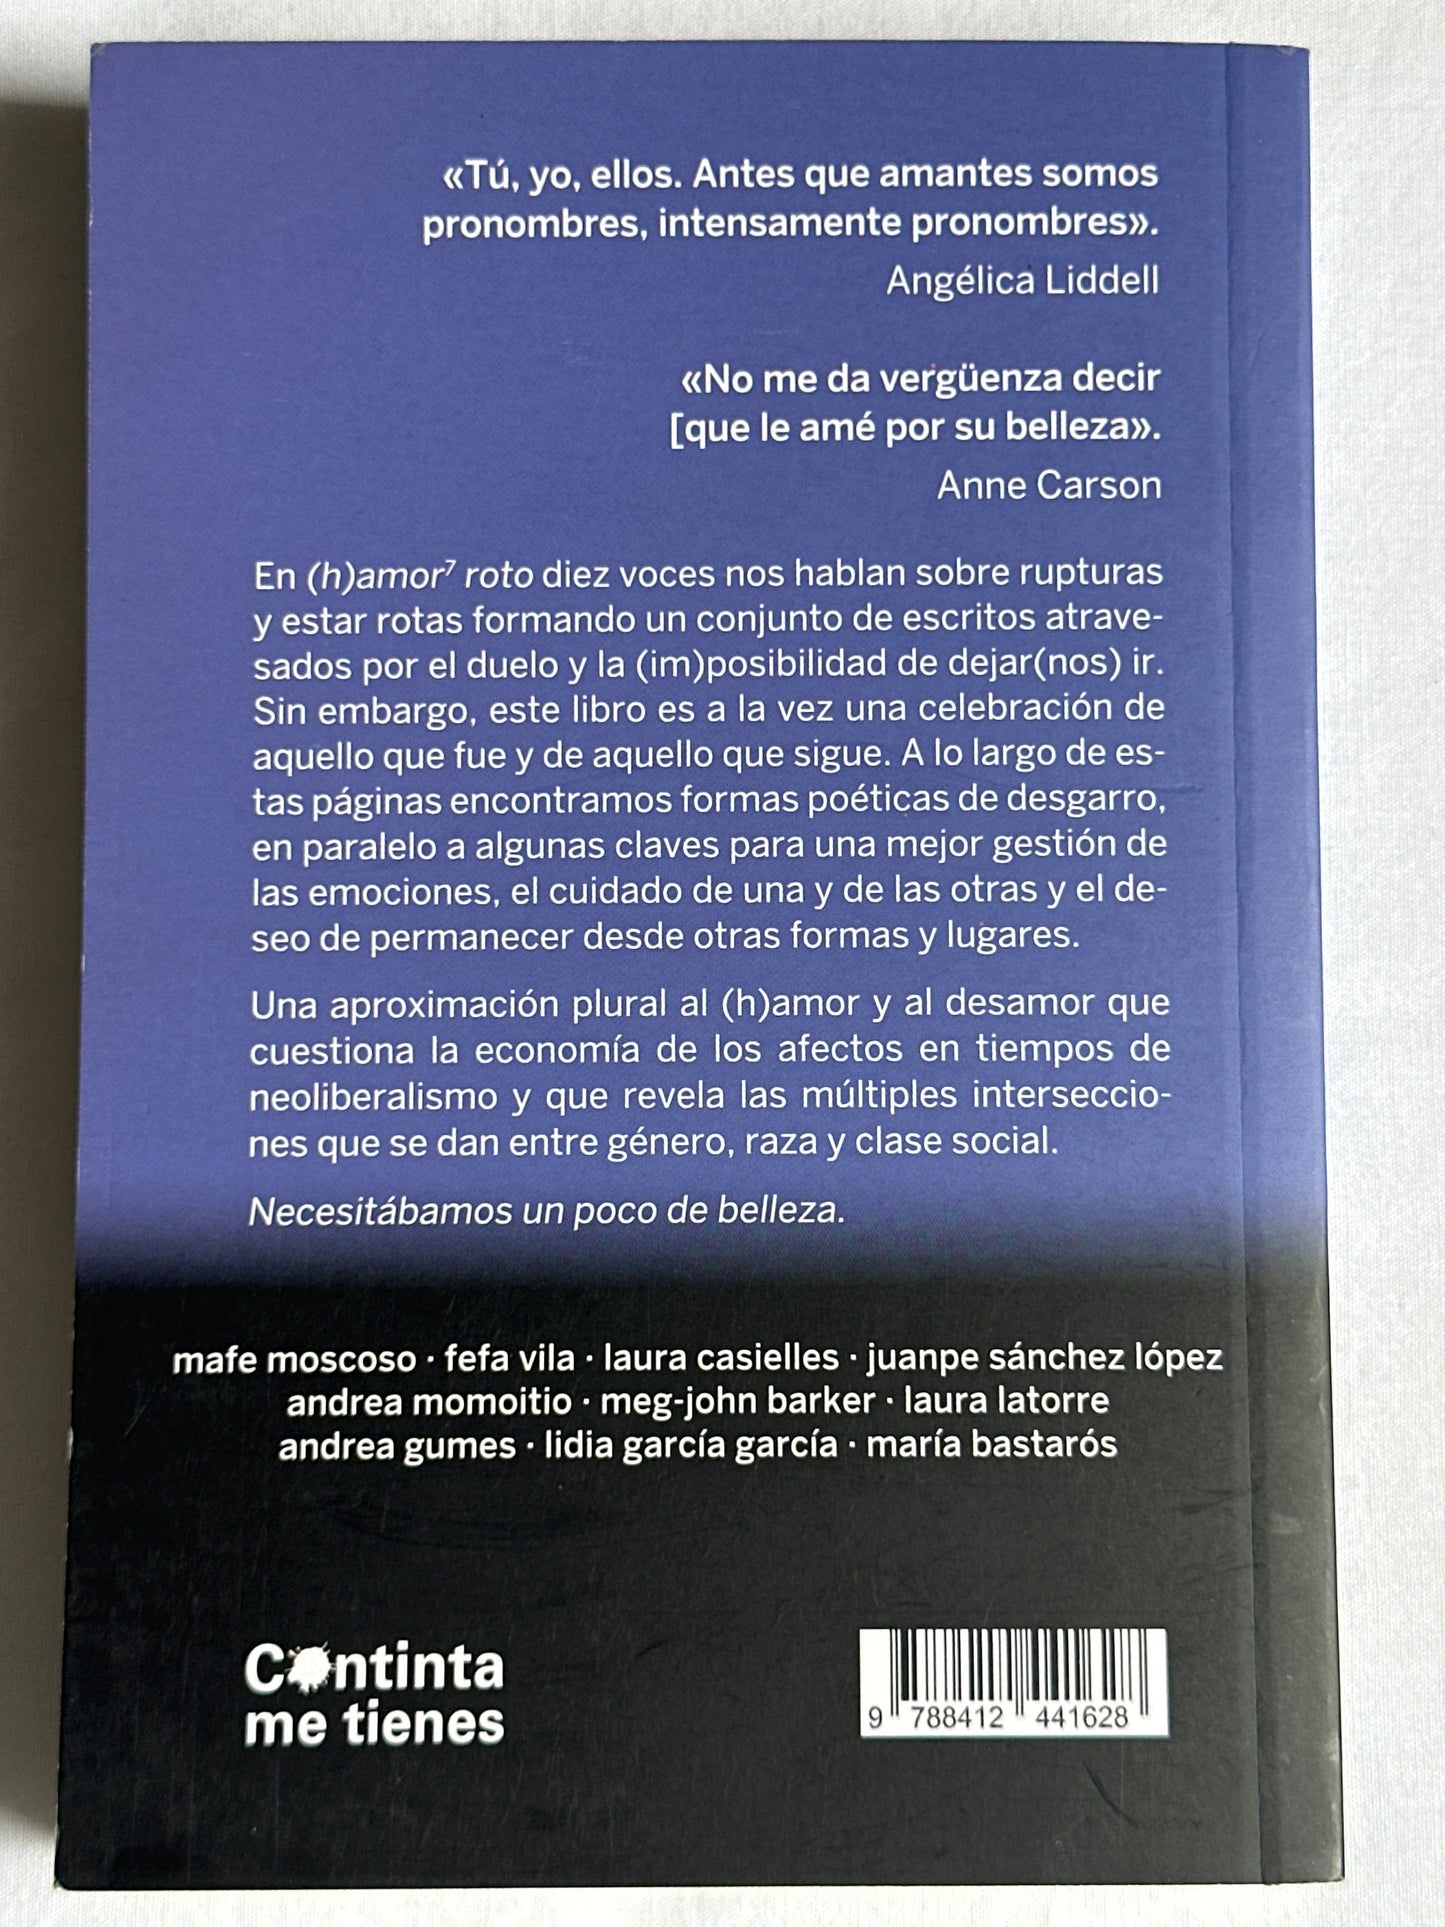 «Tú, yo, ellos. Antes que amantes somos
pronombres, intensamente pronombres».
Angélica Liddell
«No me da vergüenza decir
[que le amé por su belleza».
Anne Carson
En (h)amor⁷ roto diez voces nos hablan sobre rupturas
y estar rotas formando un conjunto de escritos atrave-
sados por el duelo y la (im)posibilidad de dejar(nos) ir.
Sin embargo, este libro es a la vez una celebración de
aquello que fue y de aquello que sigue. A lo largo de es-
tas páginas encontramos formas poéticas de desgarro,
en paralelo a algunas claves para una mejor gestión de
las emociones, el cuidado de una y de las otras y el de-
seo de permanecer desde otras formas y lugares.
Una aproximación plural al (h)amor y al desamor que
cuestiona la economía de los afectos en tiempos de
neoliberalismo y que revela las múltiples interseccio-
nes que se dan entre género, raza y clase social.
Necesitábamos un poco de belleza.
mafe moscoso · fefa vila · laura casielles · juanpe sánchez lópez
andrea momoitio · meg-john barker · laura latorre
andrea gumes · lidia garcía garcía · maría bastarós
Continta
me tienes
9 788412 441628